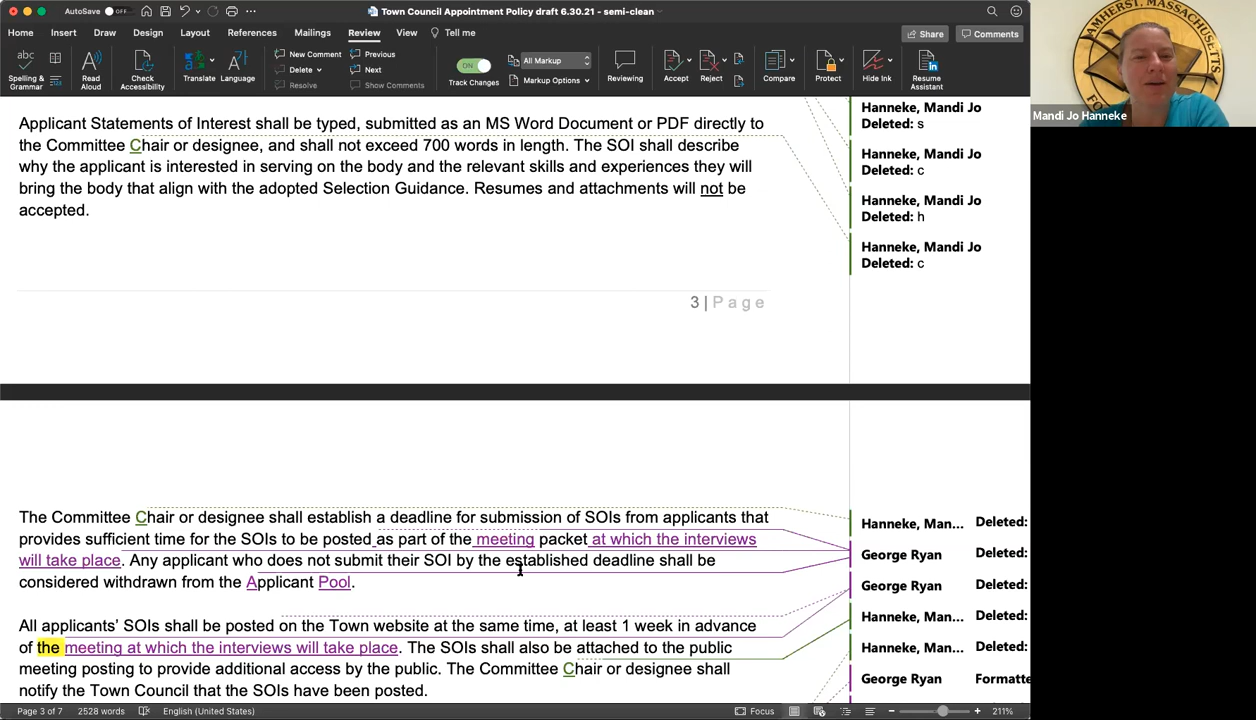 AutoSave OFF
Town Council Appointment Policy draft 6.30.21 - semi-clean
Home Insert Draw Design Layout References Mailings Review View Tell me
Share Comments
Spelling & Grammar
Read Aloud
Check Accessibility
Translate Language
New Comment
Delete
Resolve
Previous
Next
Show Comments
ON
Track Changes
All Markup
Markup Options
Reviewing
Accept Reject
Compare
Protect
Hide Ink
Resume Assistant
Applicant Statements of Interest shall be typed, submitted as an MS Word Document or PDF directly to
the Committee Chair or designee, and shall not exceed 700 words in length. The SOI shall describe
why the applicant is interested in serving on the body and the relevant skills and experiences they will
bring the body that align with the adopted Selection Guidance. Resumes and attachments will not be
accepted.
3 | Page
The Committee Chair or designee shall establish a deadline for submission of SOIs from applicants that
provides sufficient time for the SOIs to be posted as part of the meeting packet at which the interviews
will take place. Any applicant who does not submit their SOI by the established deadline shall be
considered withdrawn from the Applicant Pool.
All applicants' SOIs shall be posted on the Town website at the same time, at least 1 week in advance
of the meeting at which the interviews will take place. The SOIs shall also be attached to the public
meeting posting to provide additional access by the public. The Committee Chair or designee shall
notify the Town Council that the SOIs have been posted.
Hanneke, Mandi Jo
Deleted: s
Hanneke, Mandi Jo
Deleted: c
Hanneke, Mandi Jo
Deleted: h
Hanneke, Mandi Jo
Deleted: c
Hanneke, Man... Deleted:
George Ryan Deleted:
George Ryan Deleted:
Hanneke, Man... Deleted:
Hanneke, Man... Deleted:
George Ryan Formatte
Page 3 of 7 2528 words English (United States) Focus 211%
AMHERST, MASSACHUSETTS
Mandi Jo Hanneke